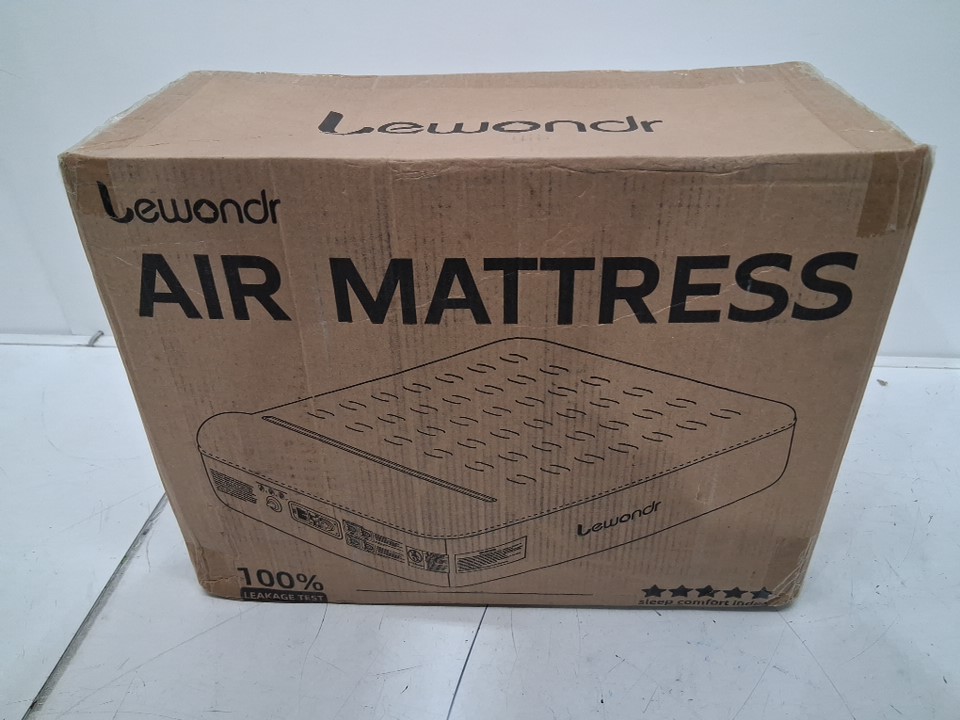 Lewondr
Lewondr
AIR MATTRESS
Lewondr
100%
LEAKAGE TEST
sleep comfort index